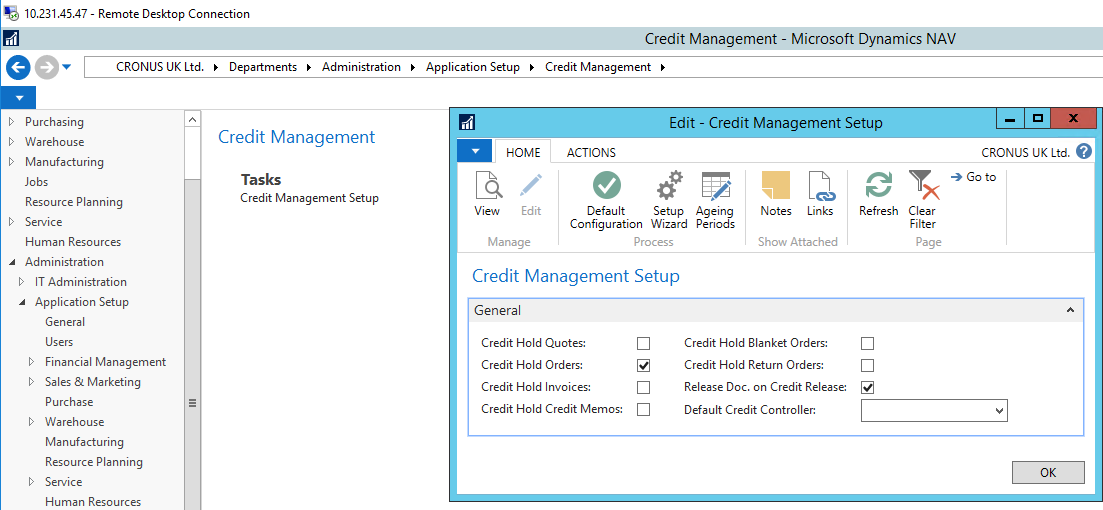 10.231.45.47 - Remote Desktop Connection
Credit Management - Microsoft Dynamics NAV
CRONUS UK Ltd. Departments Administration Application Setup Credit Management
Purchasing
Warehouse
Manufacturing
Jobs
Resource Planning
Service
Human Resources
Administration
IT Administration
Application Setup
General
Users
Financial Management
Sales & Marketing
Purchase
Warehouse
Manufacturing
Resource Planning
Service
Human Resources
Credit Management
Tasks
Credit Management Setup
Edit - Credit Management Setup
X
HOME ACTIONS CRONUS UK Ltd. ?
View Edit Default Configuration Setup Wizard Ageing Periods Notes Links Refresh Clear Filter Go to
Manage Process Show Attached Page
Credit Management Setup
General
Credit Hold Quotes: Credit Hold Blanket Orders:
Credit Hold Orders: Credit Hold Return Orders:
Credit Hold Invoices: Release Doc. on Credit Release:
Credit Hold Credit Memos: Default Credit Controller:
OK